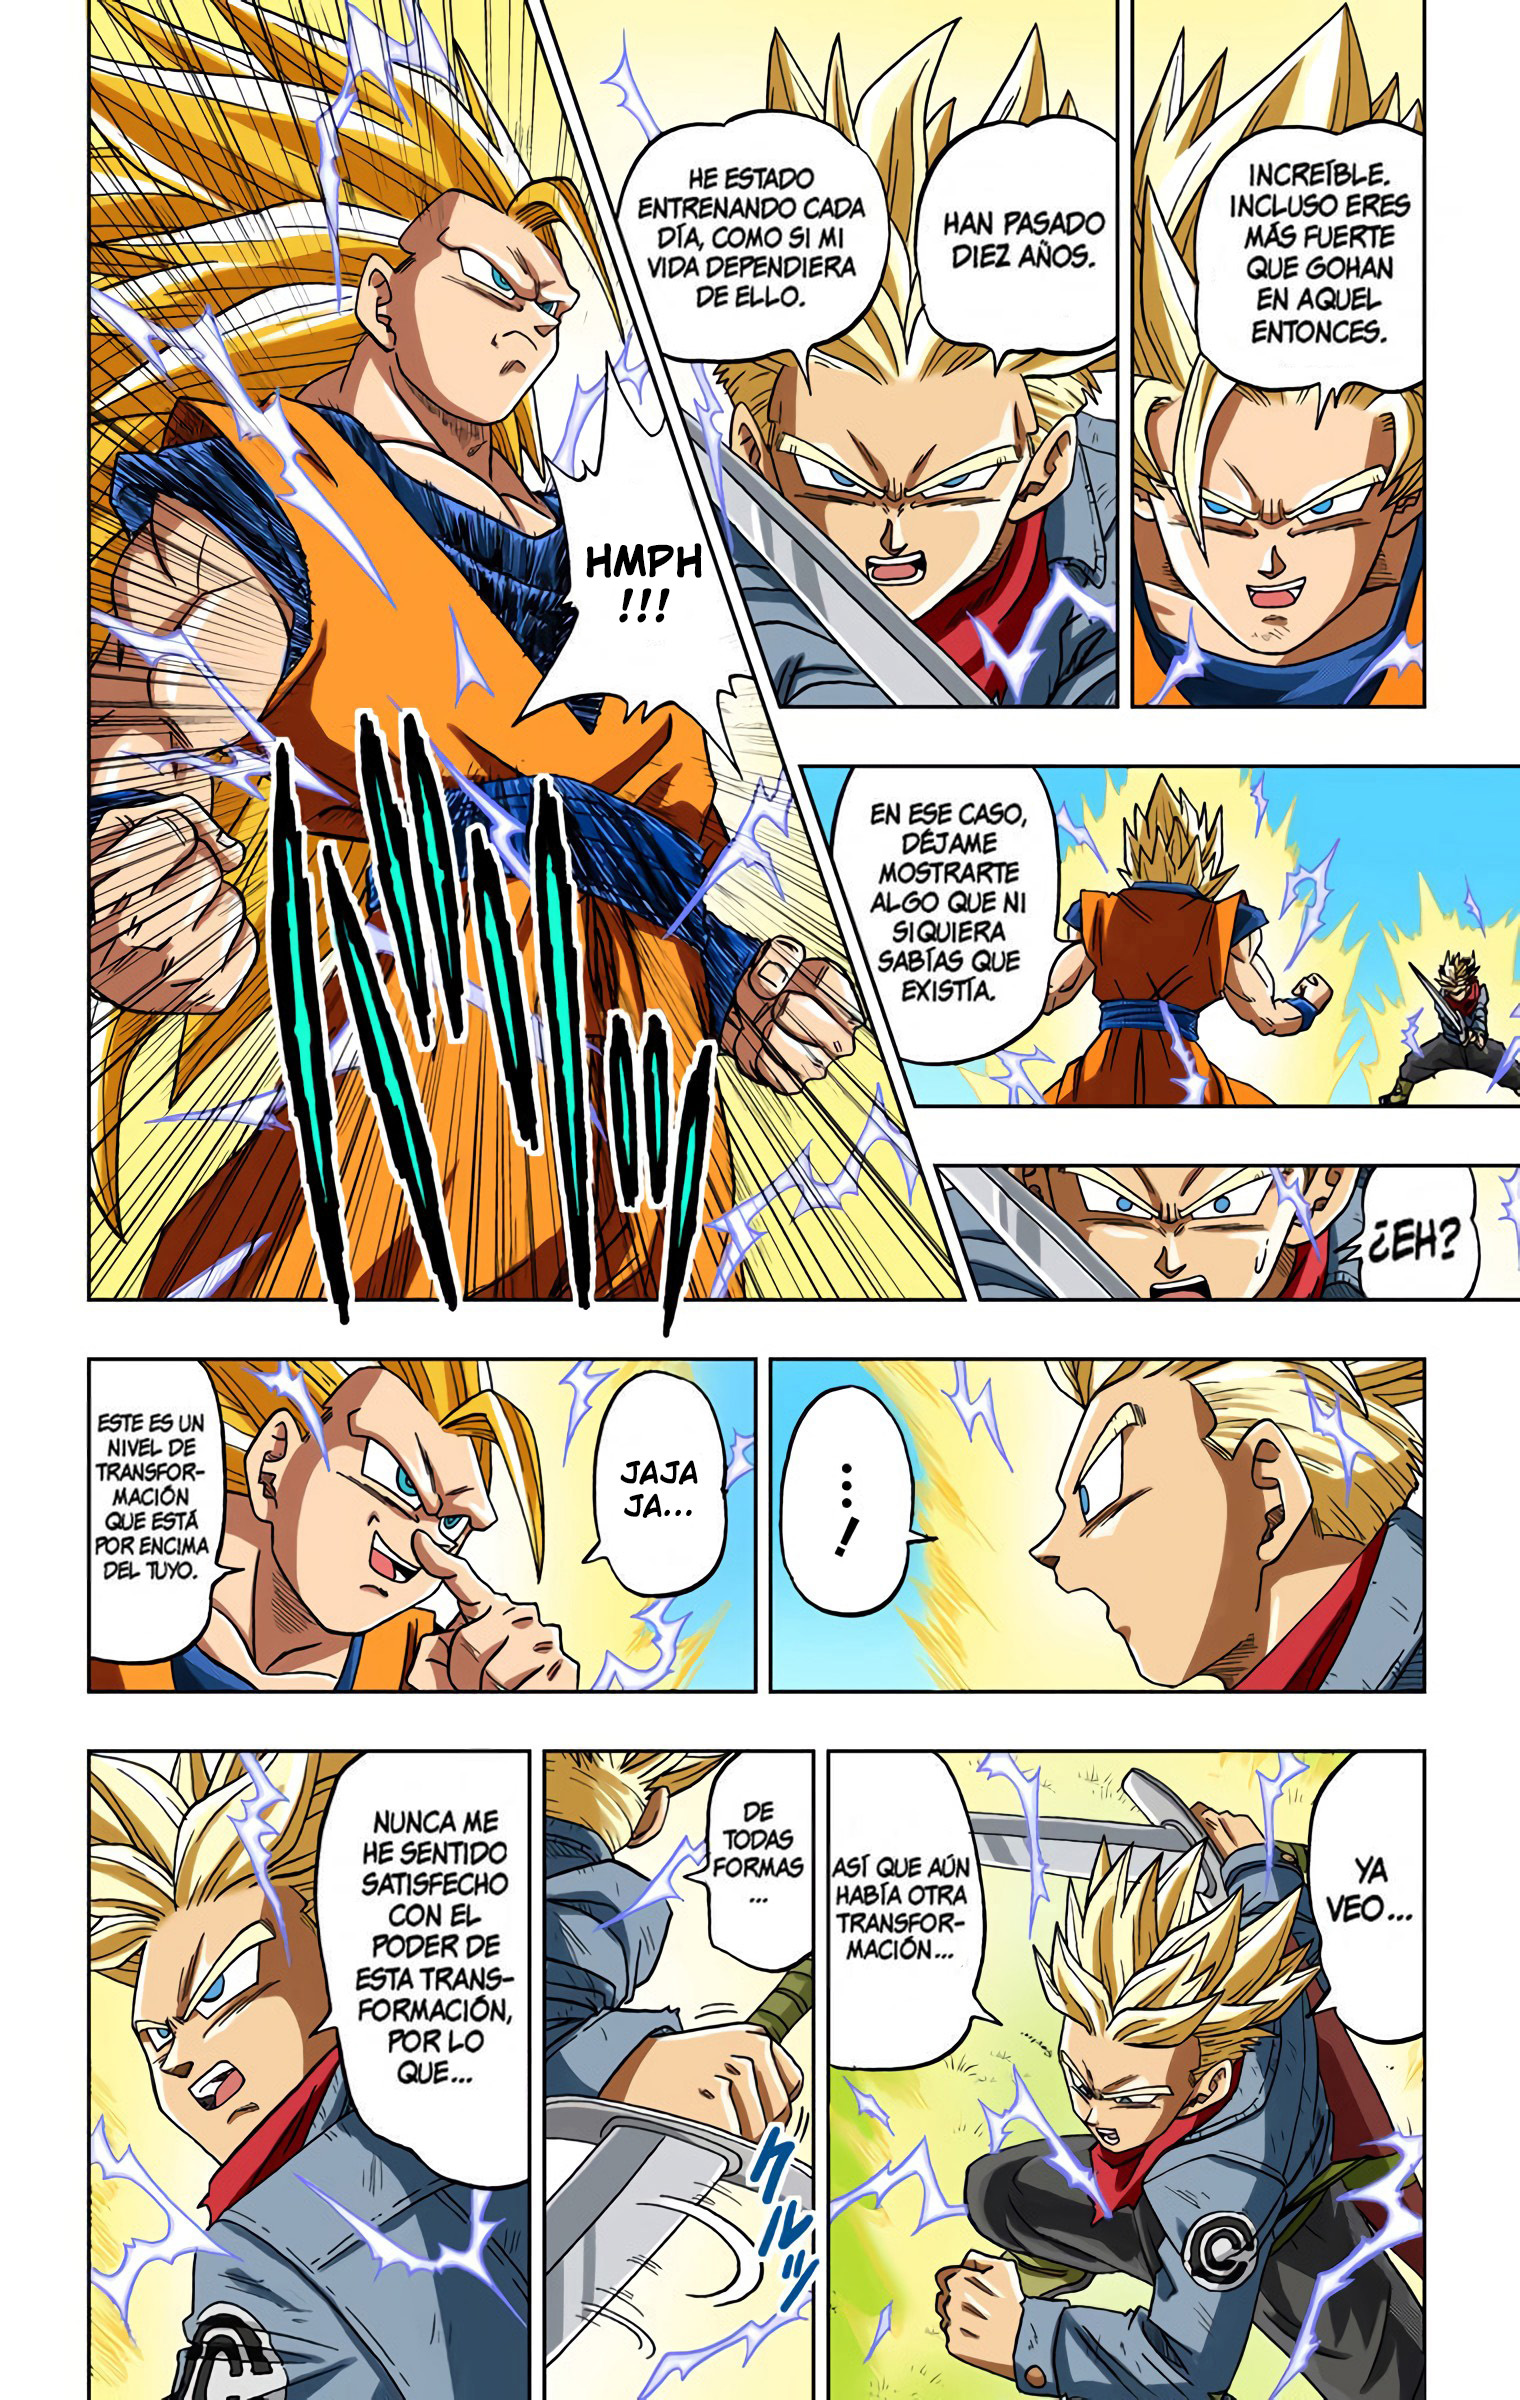 INCREÍBLE.
INCLUSO ERES
MÁS FUERTE
QUE GOHAN
EN AQUEL
ENTONCES.
HAN PASADO
DIEZ AÑOS.
HE ESTADO
ENTRENANDO CADA
DÍA, COMO SI MI
VIDA DEPENDIERA
DE ELLO.
EN ESE CASO,
DÉJAME
MOSTRARTE
ALGO QUE NI
SIQUIERA
SABÍAS QUE
EXISTÍA.
¿EH?
HMPH
!!!
...!
JAJA
JA...
ESTE ES UN
NIVEL DE
TRANSFOR-
MACIÓN
QUE ESTÁ
POR ENCIMA
DEL TUYO.
YA
VEO...
ASÍ QUE AÚN
HABÍA OTRA
TRANSFOR-
MACIÓN...
DE
TODAS
FORMAS
...
クルッ
NUNCA ME
HE SENTIDO
SATISFECHO
CON EL
PODER DE
ESTA TRANS-
FORMACIÓN,
POR LO
QUE...